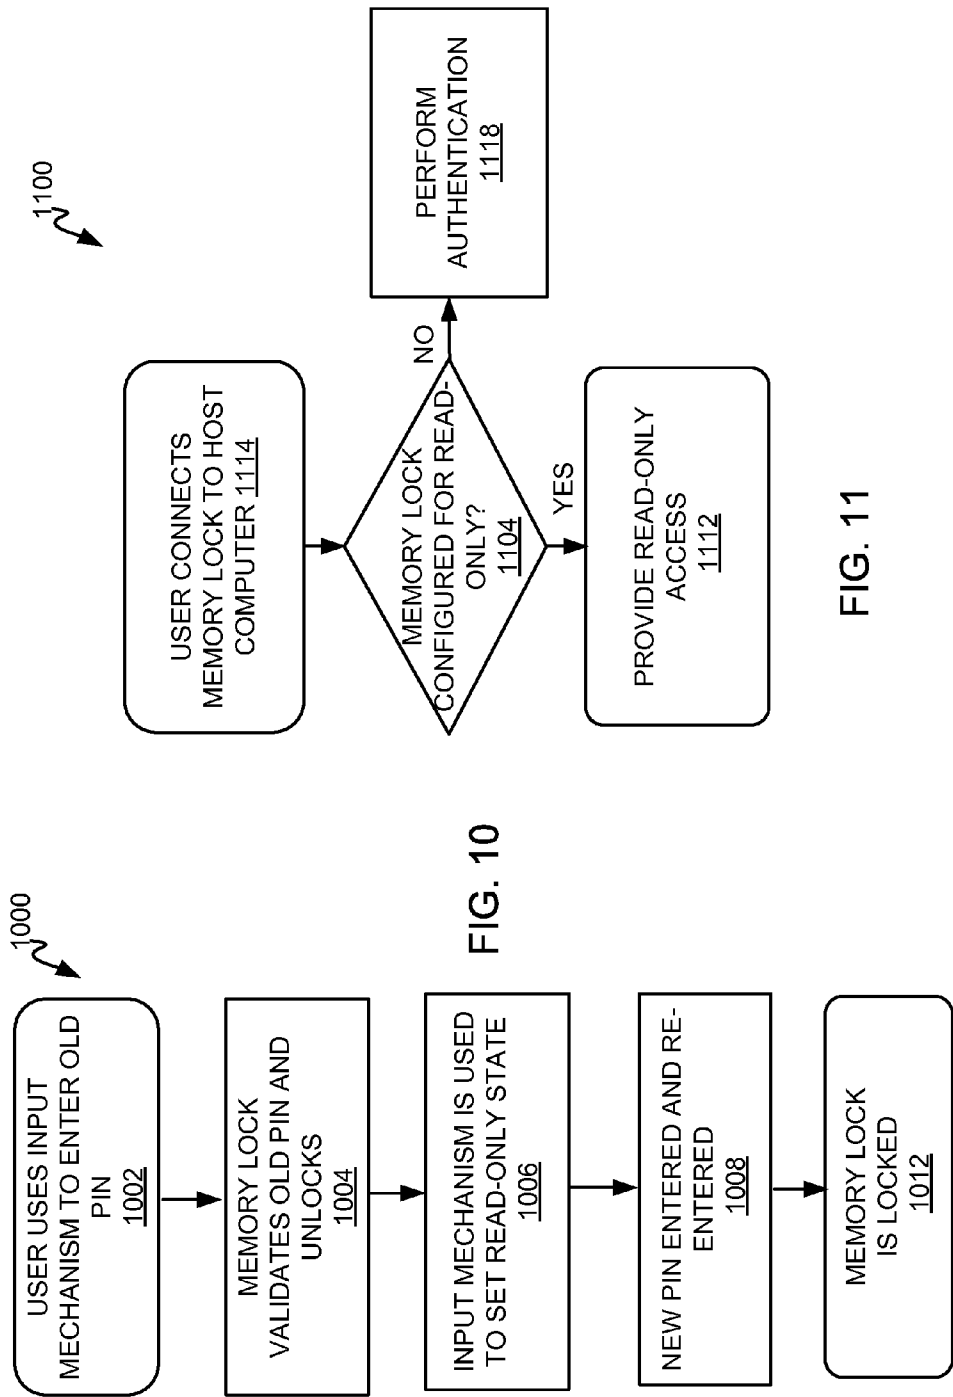 1000
USER USES INPUT
MECHANISM TO ENTER OLD
PIN
1002
MEMORY LOCK
VALIDATES OLD PIN AND
UNLOCKS
1004
INPUT MECHANISM IS USED
TO SET READ-ONLY STATE
1006
NEW PIN ENTERED AND RE-
ENTERED
1008
MEMORY LOCK
IS LOCKED
1012
FIG. 10
1100
USER CONNECTS
MEMORY LOCK TO HOST
COMPUTER 1114
MEMORY LOCK
CONFIGURED FOR READ-
ONLY?
1104
NO
PERFORM
AUTHENTICATION
1118
YES
PROVIDE READ-ONLY
ACCESS
1112
FIG. 11